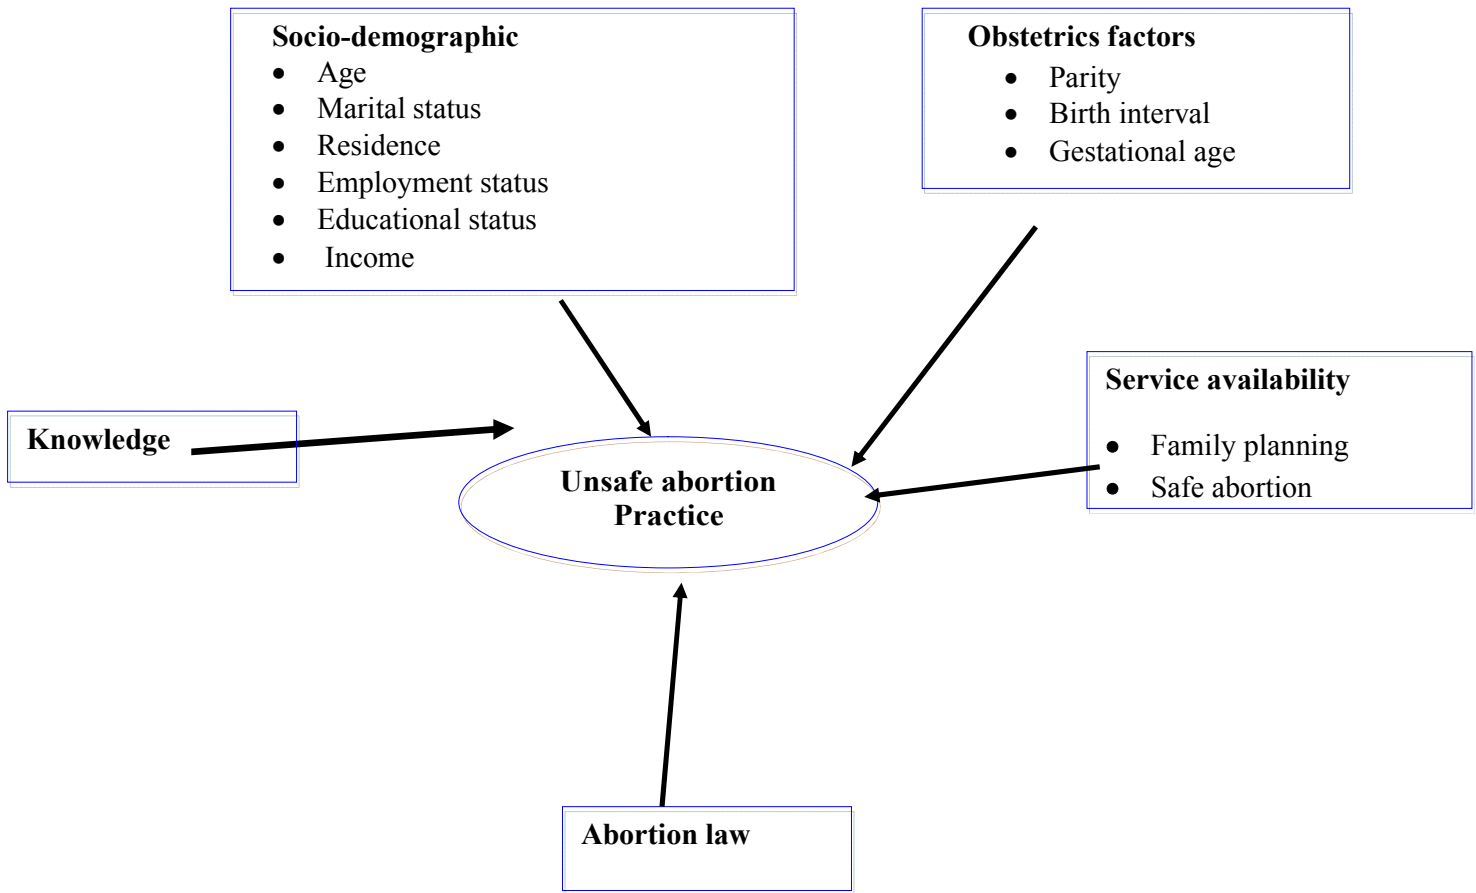 Socio-demographic
● Age
● Marital status
● Residence
● Employment status
● Educational status
● Income
Obstetrics factors
● Parity
● Birth interval
● Gestational age
Service availability
● Family planning
● Safe abortion
Knowledge
Unsafe abortion
Practice
Abortion law